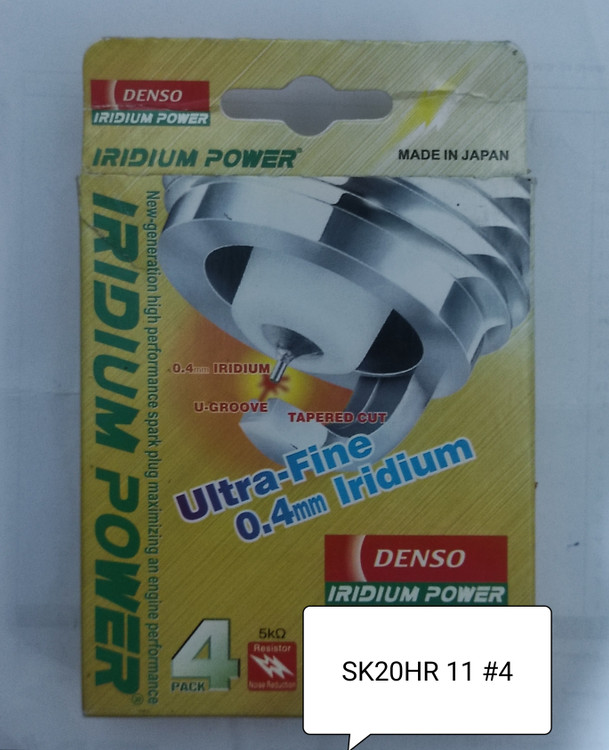 DENSO
IRIDIUM POWER
IRIDIUM POWER®
MADE IN JAPAN
New-generation high performance spark plug maximizing an engine performance
IRIDIUM POWER®
0.4mm IRIDIUM
U-GROOVE
TAPERED CUT
Ultra-Fine
0.4mm Iridium
DENSO
IRIDIUM POWER
4
PACK
5kΩ
Resistor
Noise Reduction
SK20HR 11 #4